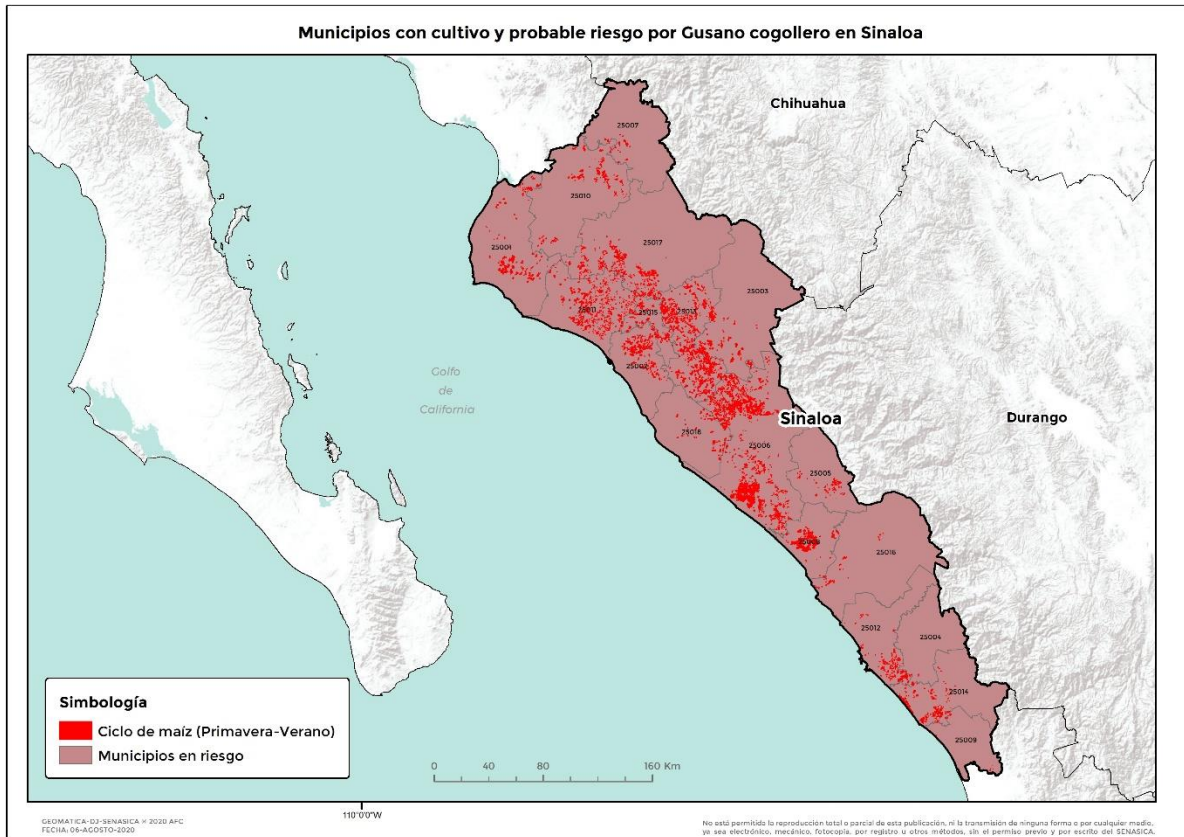 Municipios con cultivo y probable riesgo por Gusano cogollero en Sinaloa
Chihuahua
25007
25010
25017
25001
25003
25011
25015
25013
25002
Golfo
de
California
Sinaloa
Durango
25018
25006
25005
25008
25016
25012
25004
25014
25009
Simbología
Ciclo de maíz (Primavera-Verano)
Municipios en riesgo
0 40 80 160 Km
110°0'0"W
GEOMATICA-DJ-SENASICA © 2020 AFC
FECHA: 06-AGOSTO-2020
No está permitida la reproducción total o parcial de esta publicación, ni la transmisión de ninguna forma o por cualquier medio,
ya sea electrónico, mecánico, fotocopia, por registro u otros métodos, sin el permiso previo y por escrito del SENASICA.